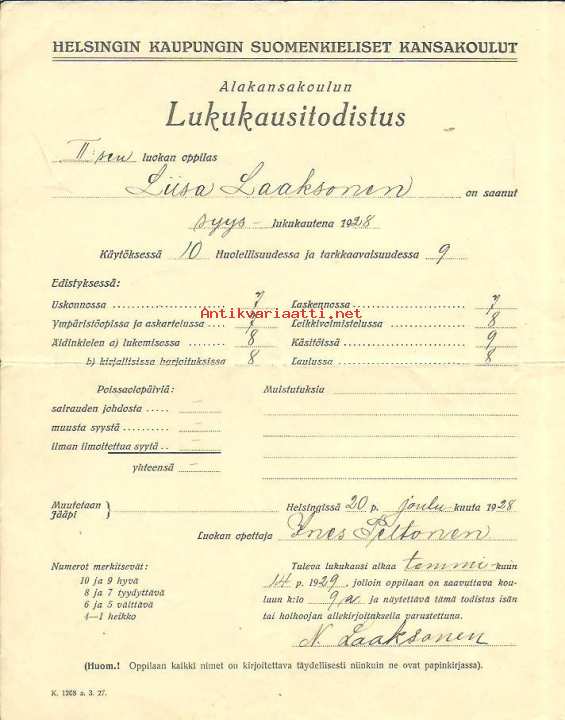 HELSINGIN KAUPUNGIN SUOMENKIELISET KANSAKOULUT
Alakansakoulun
Lukukausitodistus
II:sen luokan oppilas
Liisa Laaksonen on saanut
syys- lukukautena 1928
Käytöksessä 10 Huolellisuudessa ja tarkkaavaisuudessa 9
Edistyksessä:
Uskonnossa 7
Ympäristöopissa ja askartelussa 7
Äidinkielen a) lukemisessa 8
b) kirjallisissa harjoituksissa 8
Laskennossa 7
Leikkivoimistelussa 8
Käsitöissä 9
Laulussa 8
Antikvariaatti.net
Poissaolopäiviä:
sairauden johdosta –
muusta syystä –
ilman ilmoitettua syytä –
yhteensä –
Muistutuksia
Muutetaan
Jääpi
Helsingissä 20 p. joulu-kuuta 1928
Luokan opettaja Ynes Peltonen
Numerot merkitsevät:
10 ja 9 hyvä
8 ja 7 tyydyttävä
6 ja 5 välttävä
4—1 heikko
Tuleva lukukausi alkaa tammi-kuun
14 p. 1929, jolloin oppilaan on saavuttava kou-
luun k:lo 9 a. ja näytettävä tämä todistus isän
tai holhoojan allekirjoituksella varustettuna.
N. Laaksonen
(Huom.! Oppilaan kaikki nimet on kirjoitettava täydellisesti niinkuin ne ovat papinkirjassa).
K. 1268 a. 3. 27.